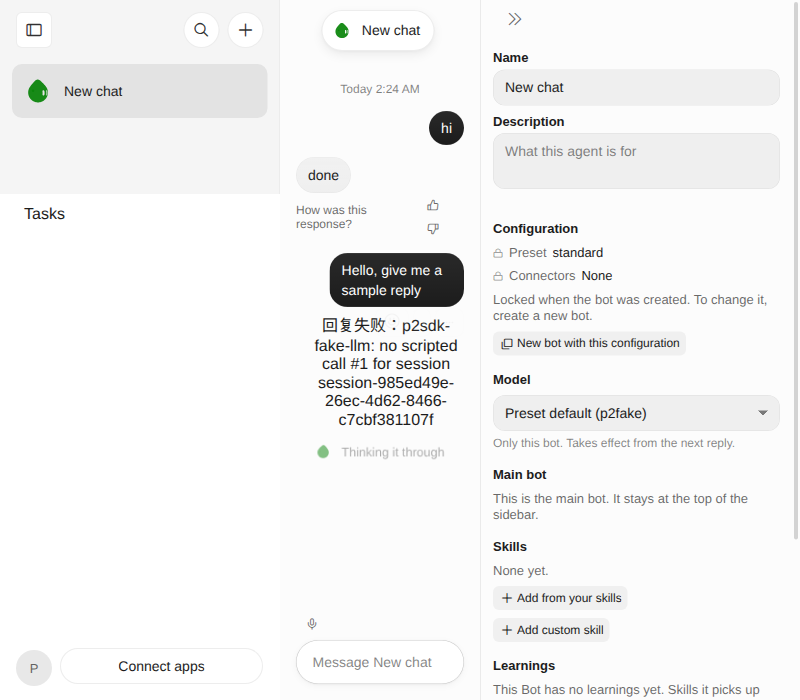 New chat
Tasks
P
Connect apps
New chat
Today 2:24 AM
hi
done
How was this
response?
Hello, give me a
sample reply
回复失败：p2sdk-
fake-llm: no scripted
call #1 for session
session-985ed49e-
26ec-4d62-8466-
c7cbf381107f
Thinking it through
Message New chat
Name
New chat
Description
What this agent is for
Configuration
Preset standard
Connectors None
Locked when the bot was created. To change it,
create a new bot.
New bot with this configuration
Model
Preset default (p2fake)
Only this bot. Takes effect from the next reply.
Main bot
This is the main bot. It stays at the top of the
sidebar.
Skills
None yet.
Add from your skills
Add custom skill
Learnings
This Bot has no learnings yet. Skills it picks up